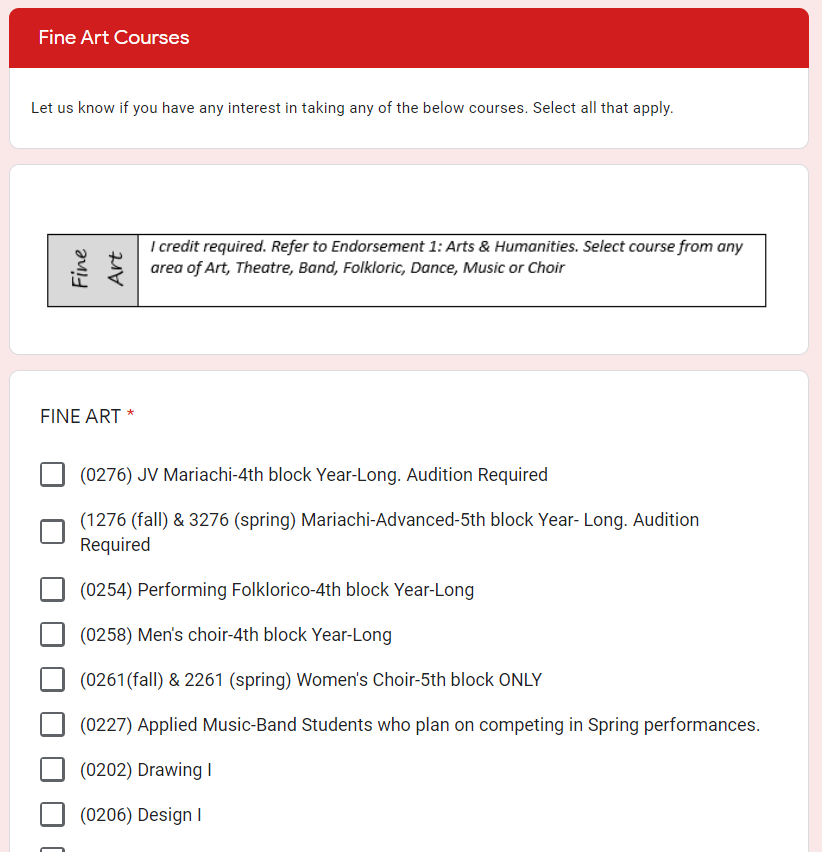 Fine Art Courses
Let us know if you have any interest in taking any of the below courses. Select all that apply.
Fine
Art
I credit required. Refer to Endorsement 1: Arts & Humanities. Select course from any
area of Art, Theatre, Band, Folkloric, Dance, Music or Choir
FINE ART *
(0276) JV Mariachi-4th block Year-Long. Audition Required
(1276 (fall) & 3276 (spring) Mariachi-Advanced-5th block Year- Long. Audition
Required
(0254) Performing Folklorico-4th block Year-Long
(0258) Men's choir-4th block Year-Long
(0261(fall) & 2261 (spring) Women's Choir-5th block ONLY
(0227) Applied Music-Band Students who plan on competing in Spring performances.
(0202) Drawing I
(0206) Design I